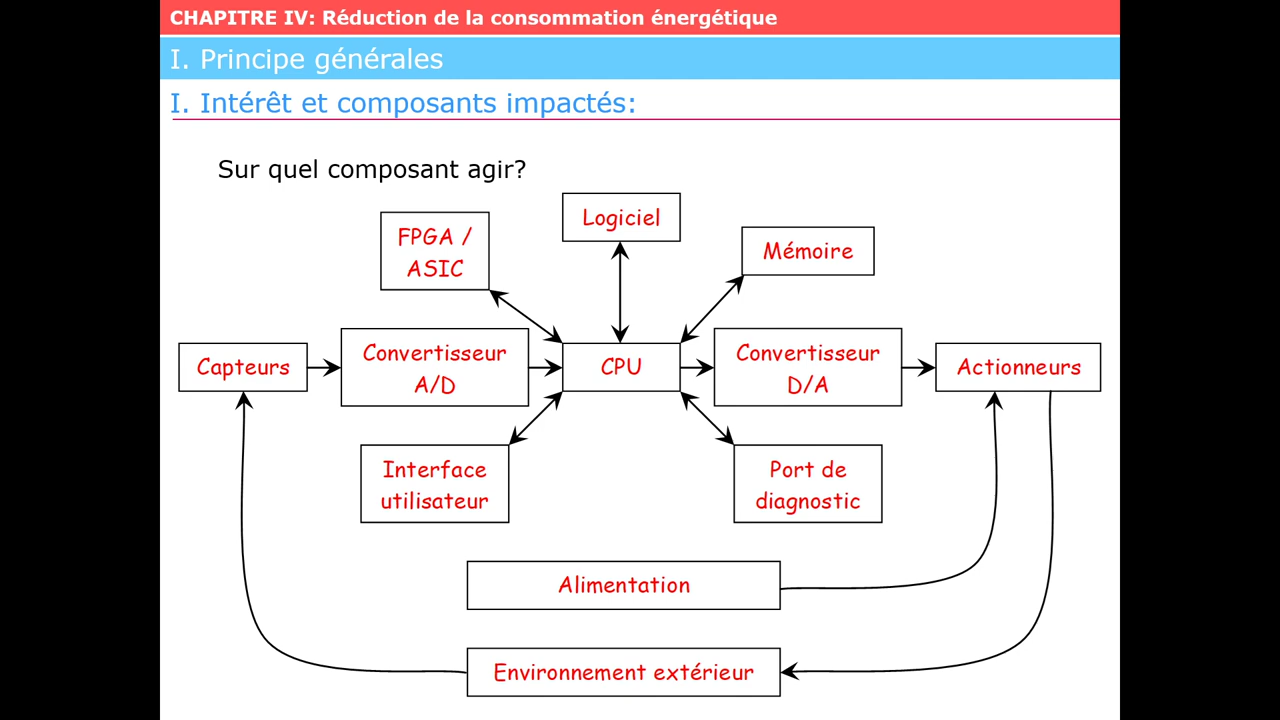 CHAPITRE IV: Réduction de la consommation énergétique
I. Principe générales
I. Intérêt et composants impactés:
Sur quel composant agir?
Logiciel
FPGA /
ASIC
Mémoire
Capteurs
Convertisseur
A/D
CPU
Convertisseur
D/A
Actionneurs
Interface
utilisateur
Port de
diagnostic
Alimentation
Environnement extérieur